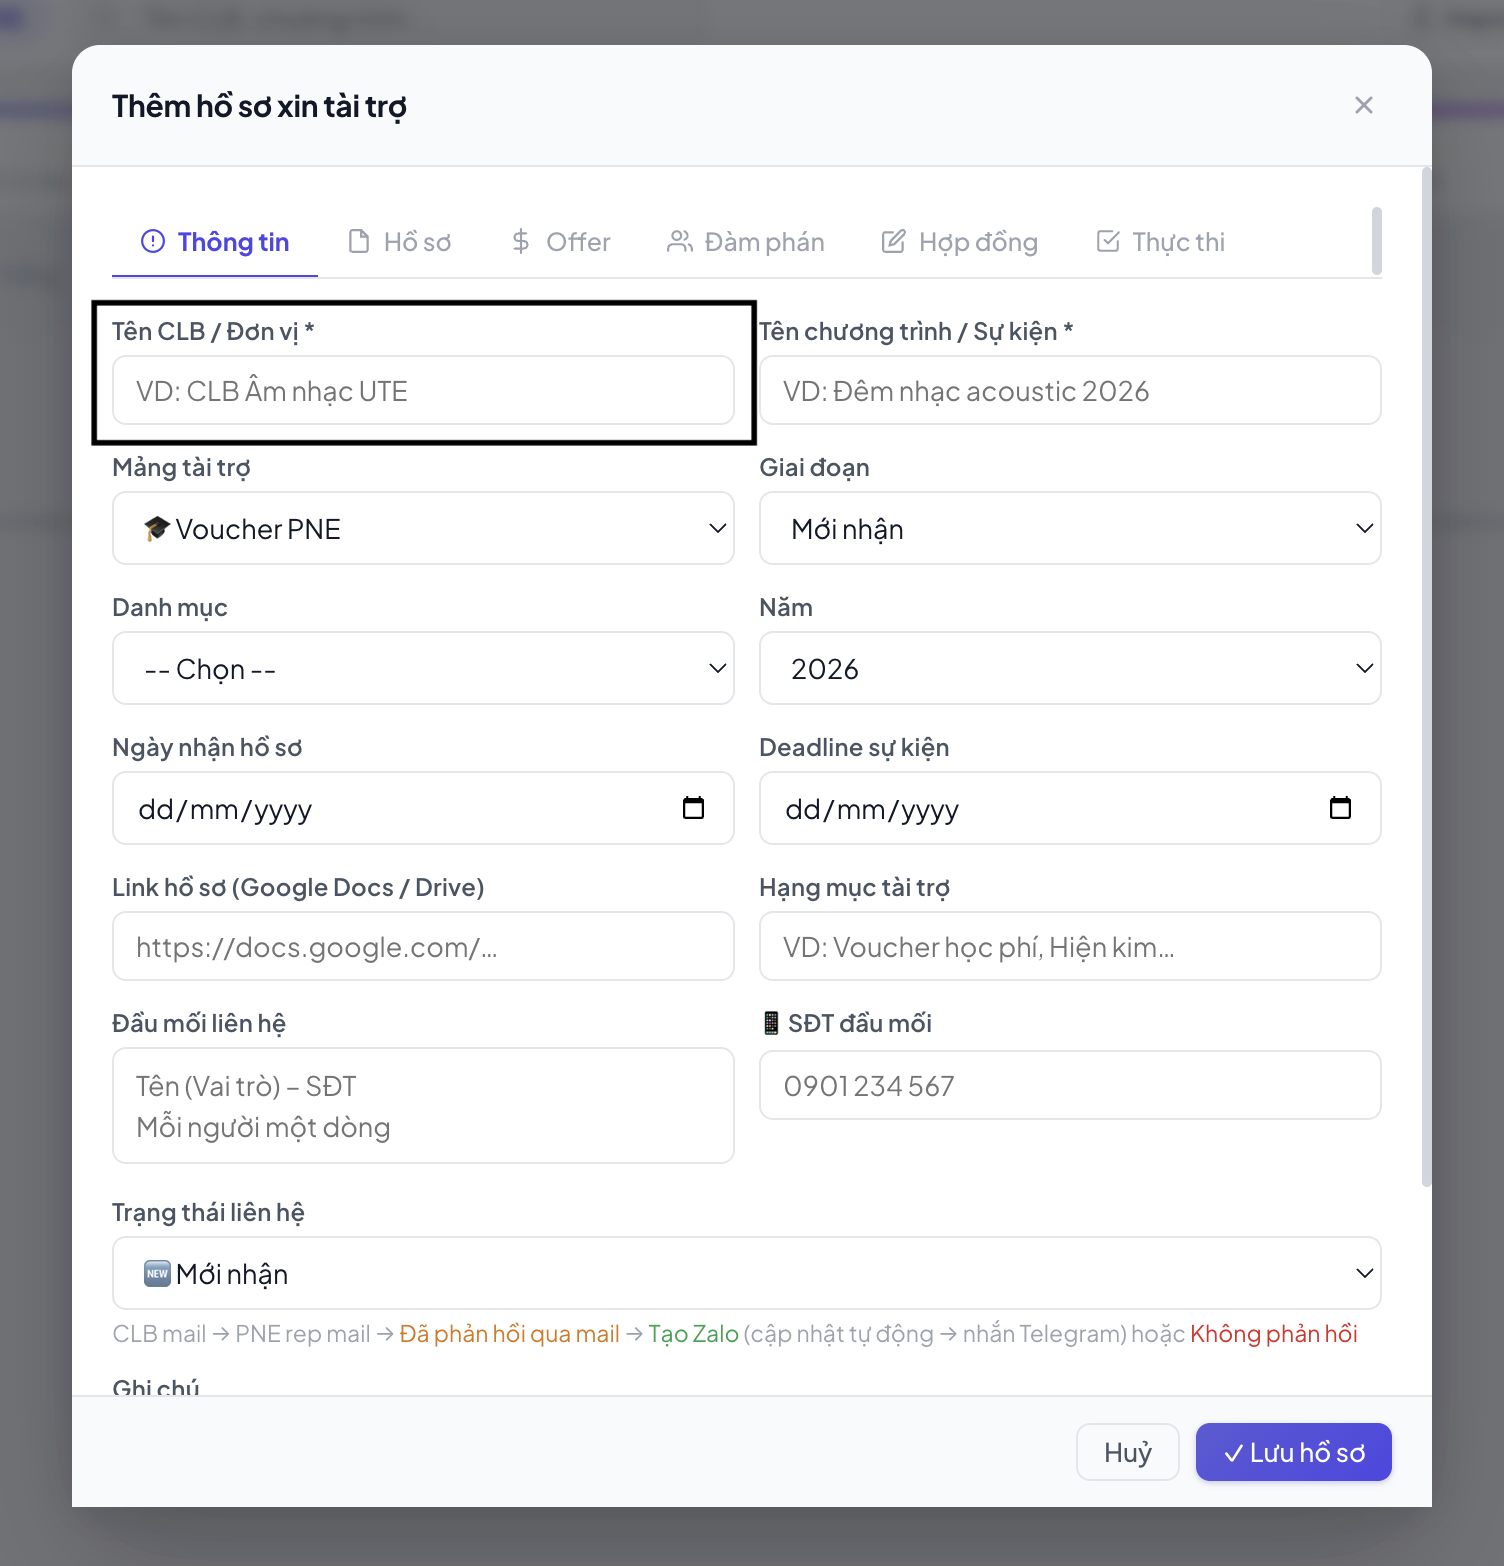 Thêm hồ sơ xin tài trợ
Thông tin Hồ sơ Offer Đàm phán Hợp đồng Thực thi
Tên CLB / Đơn vị * Tên chương trình / Sự kiện *
VD: CLB Âm nhạc UTE VD: Đêm nhạc acoustic 2026
Mảng tài trợ Giai đoạn
Voucher PNE Mới nhận
Danh mục Năm
-- Chọn -- 2026
Ngày nhận hồ sơ Deadline sự kiện
dd/mm/yyyy dd/mm/yyyy
Link hồ sơ (Google Docs / Drive) Hạng mục tài trợ
https://docs.google.com/... VD: Voucher học phí, Hiện kim...
Đầu mối liên hệ 📱 SĐT đầu mối
Tên (Vai trò) – SĐT 0901 234 567
Mỗi người một dòng
Trạng thái liên hệ
NEW Mới nhận
CLB mail → PNE rep mail → Đã phản hồi qua mail → Tạo Zalo (cập nhật tự động → nhắn Telegram) hoặc Không phản hồi
Ghi chú
Huỷ ✓ Lưu hồ sơ